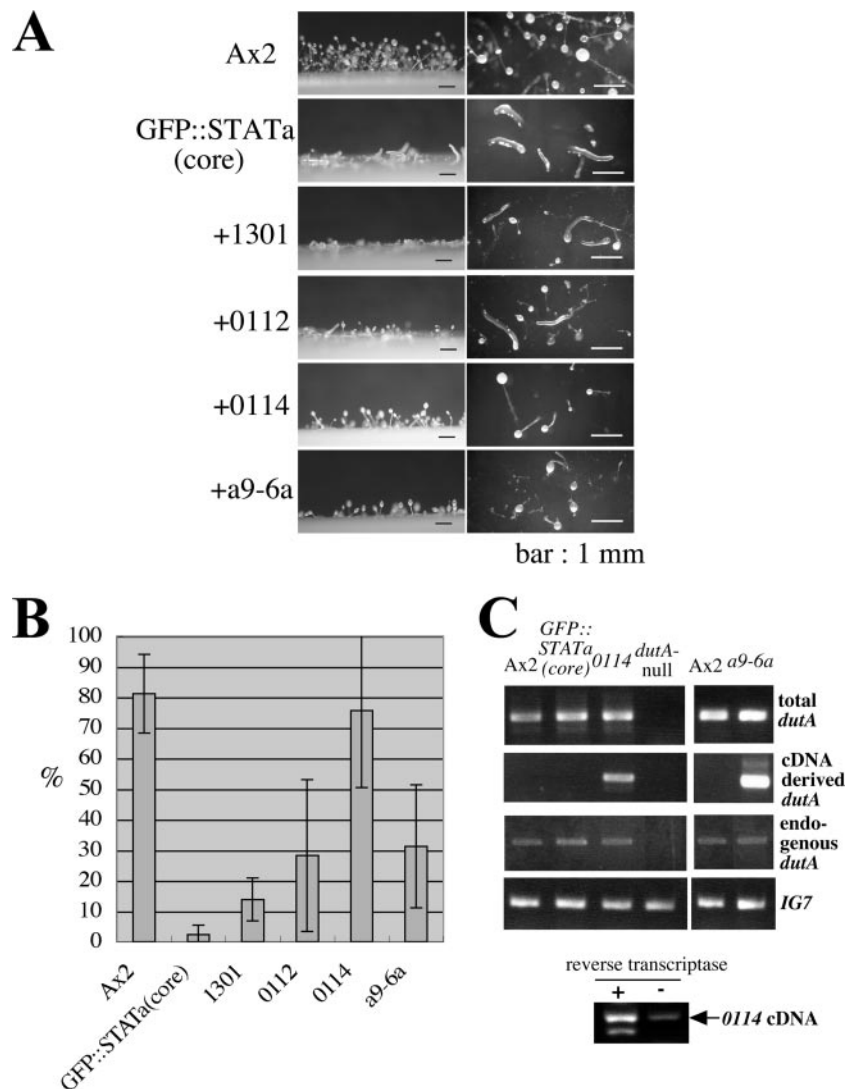 A
Ax2
GFP::STATa
(core)
+1301
+0112
+0114
+a9-6a
bar : 1 mm
B
100
90
80
70
60
50
40
30
20
10
0
%
Ax2
GFP::STATa(core)
1301
0112
0114
a9-6a
C
Ax2
GFP::
STATa
(core)
0114
dutA-
null
Ax2 a9-6a
total
dutA
cDNA
derived
dutA
endo-
genous
dutA
IG7
reverse transcriptase
+ -
0114 cDNA